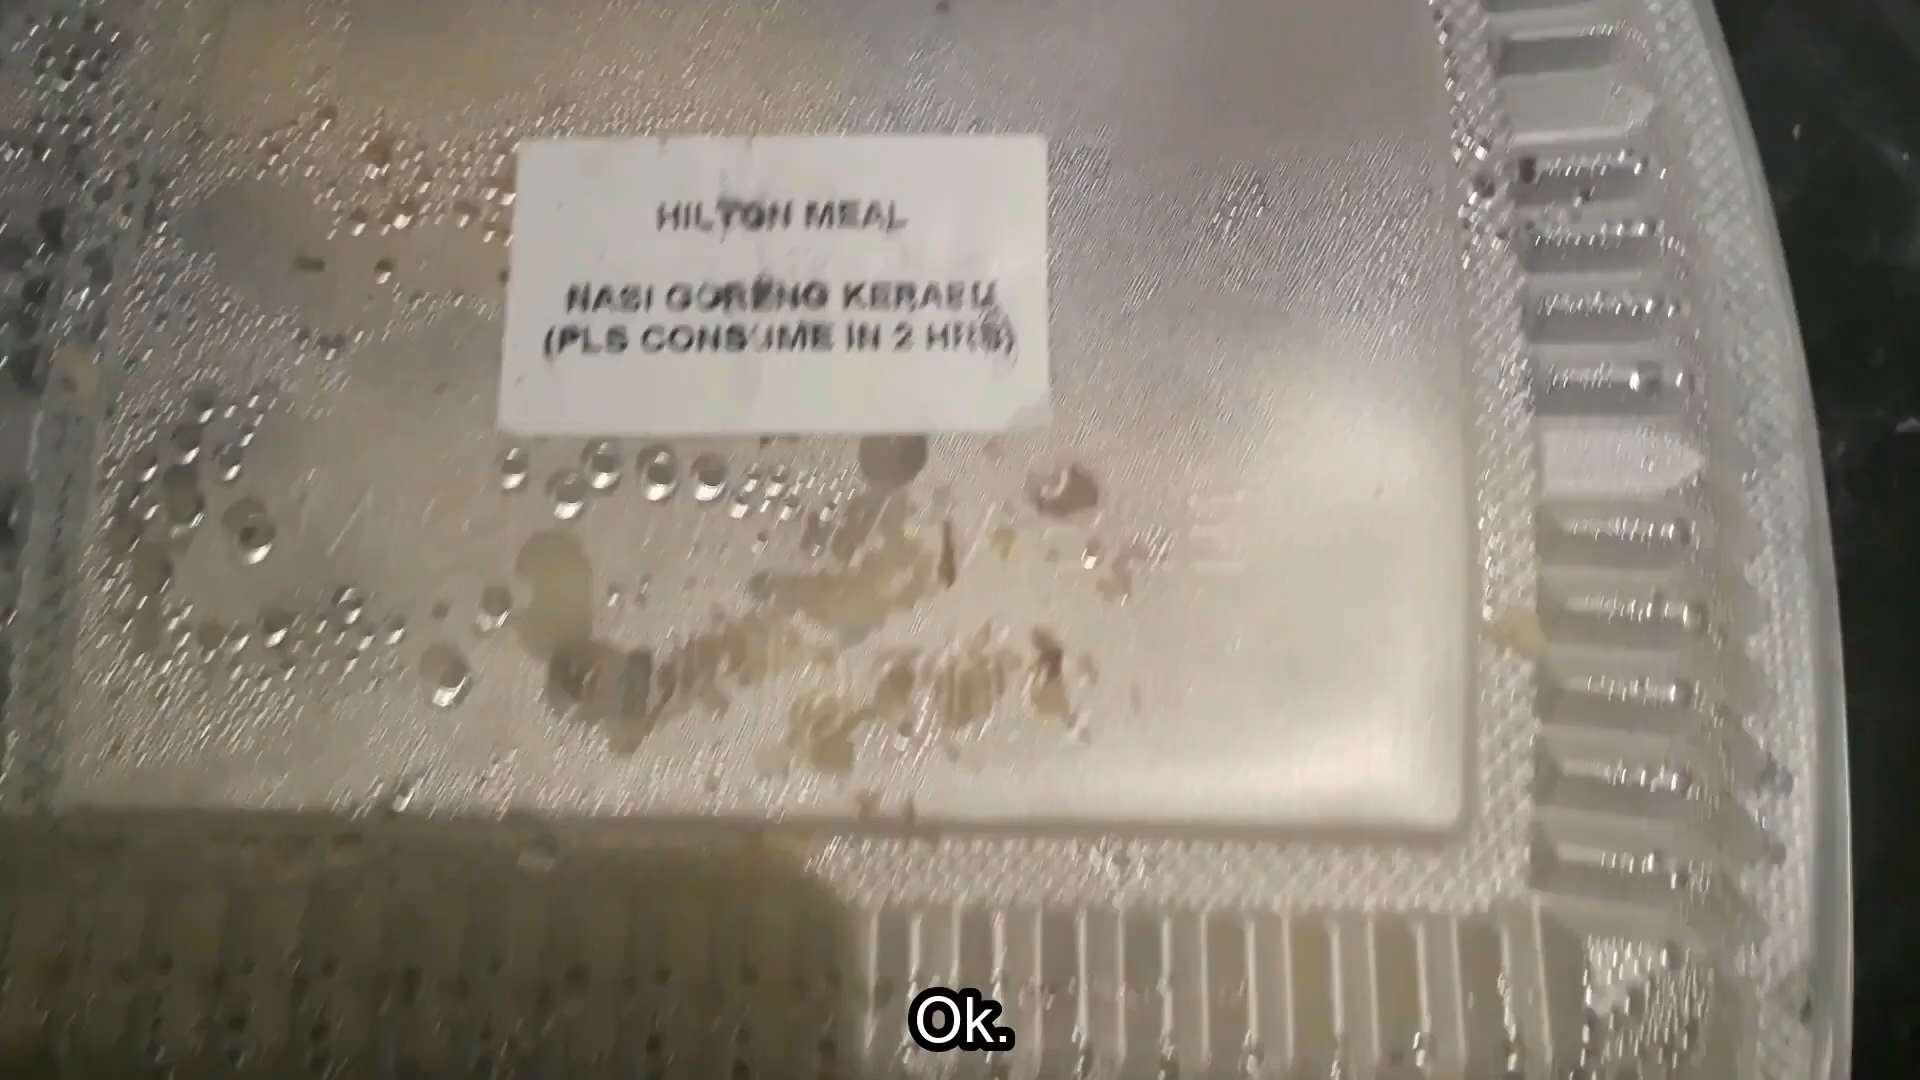 HILTON MEAL
NASI GORENG KERABU
(PLS CONSUME IN 2 HRS)
Ok.